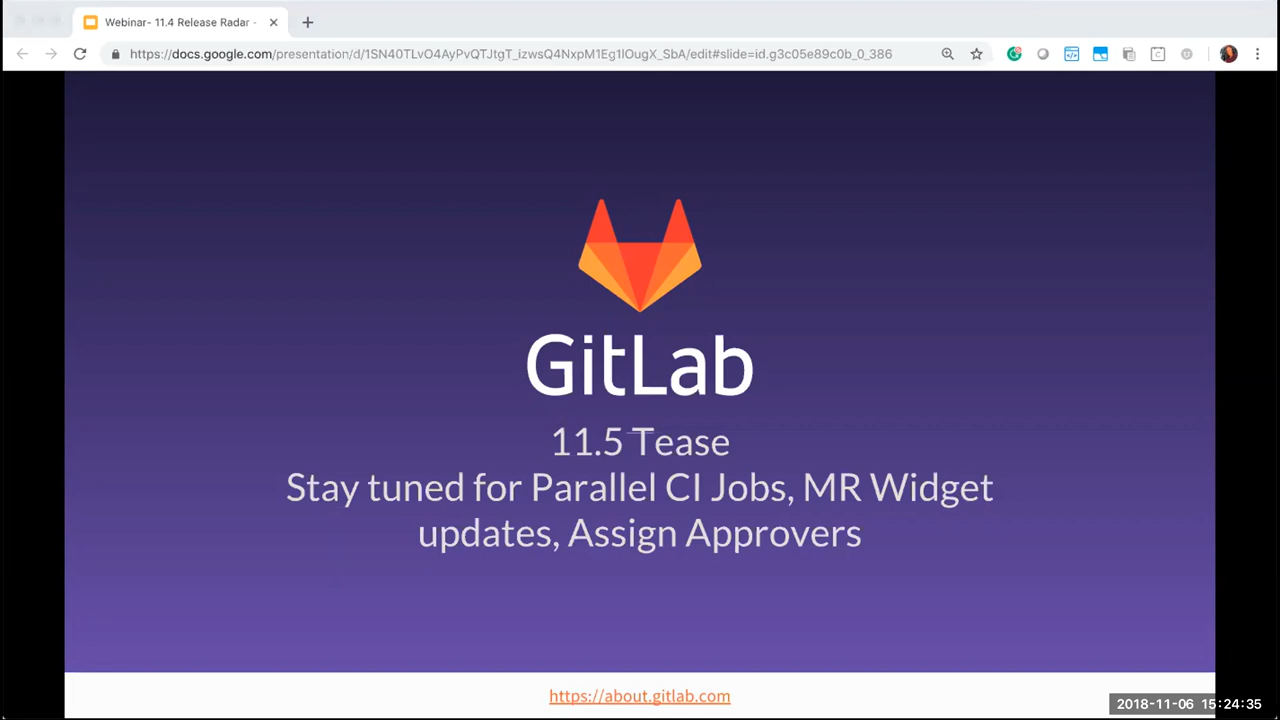 Webinar- 11.4 Release Radar -
https://docs.google.com/presentation/d/1SN40TLvO4AvPvQTJtgT_izwsQ4NxpM1Eg1lOugX_SbA/edit#slide=id.g3c05e89c0b_0_386
GitLab
11.5 Tease
Stay tuned for Parallel CI Jobs, MR Widget
updates, Assign Approvers
https://about.gitlab.com
2018-11-06 15:24:35